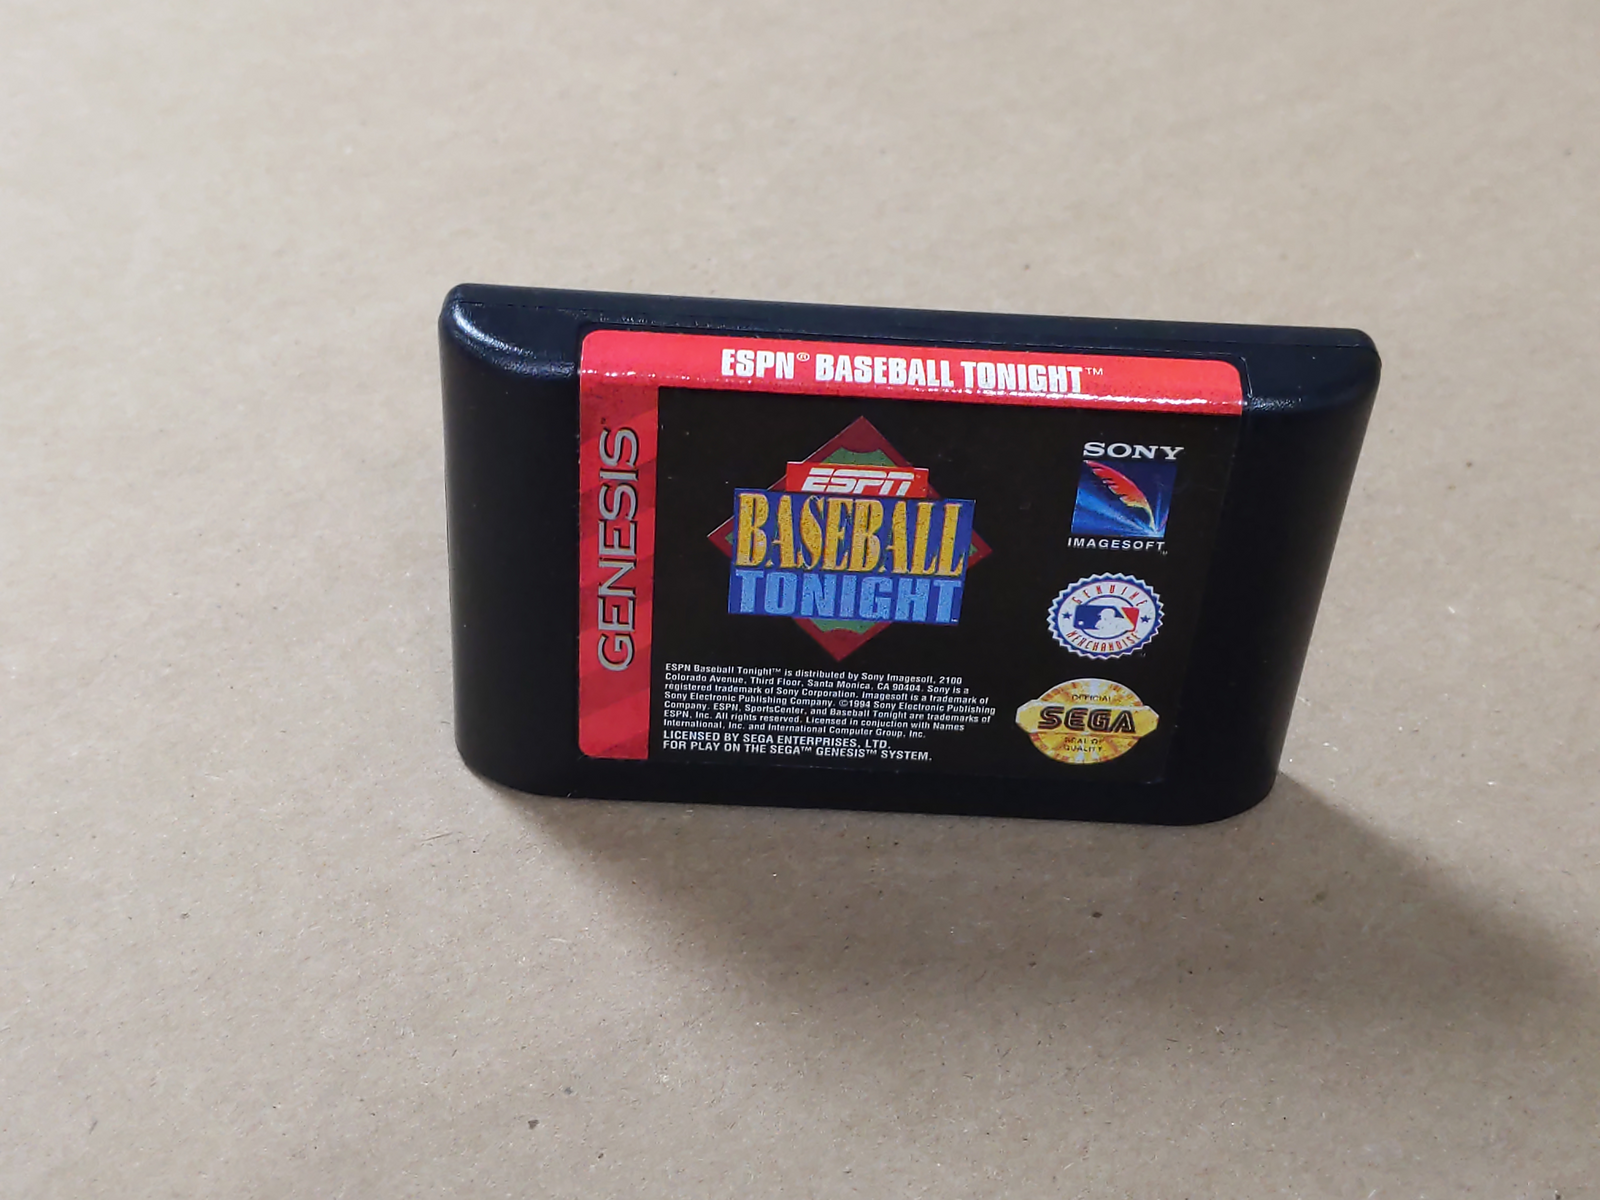 ESPN® BASEBALL TONIGHT™
GENESIS
ESPN
BASEBALL
TONIGHT
SONY
IMAGESOFT™
GENUINE
MERCHANDISE
ESPN Baseball Tonight™ is distributed by Sony Imagesoft, 2100
Colorado Avenue, Third Floor, Santa Monica, CA 90404. Sony is a
registered trademark of Sony Corporation. Imagesoft is a trademark of
Sony Electronic Publishing Company. ©1994 Sony Electronic Publishing
Company. ESPN, SportsCenter, and Baseball Tonight are trademarks of
ESPN, Inc. All rights reserved. Licensed in conjuction with Names
International, Inc. and International Computer Group, Inc.
LICENSED BY SEGA ENTERPRISES, LTD.
FOR PLAY ON THE SEGA™ GENESIS™ SYSTEM.
OFFICIAL
SEGA
SEAL OF
QUALITY